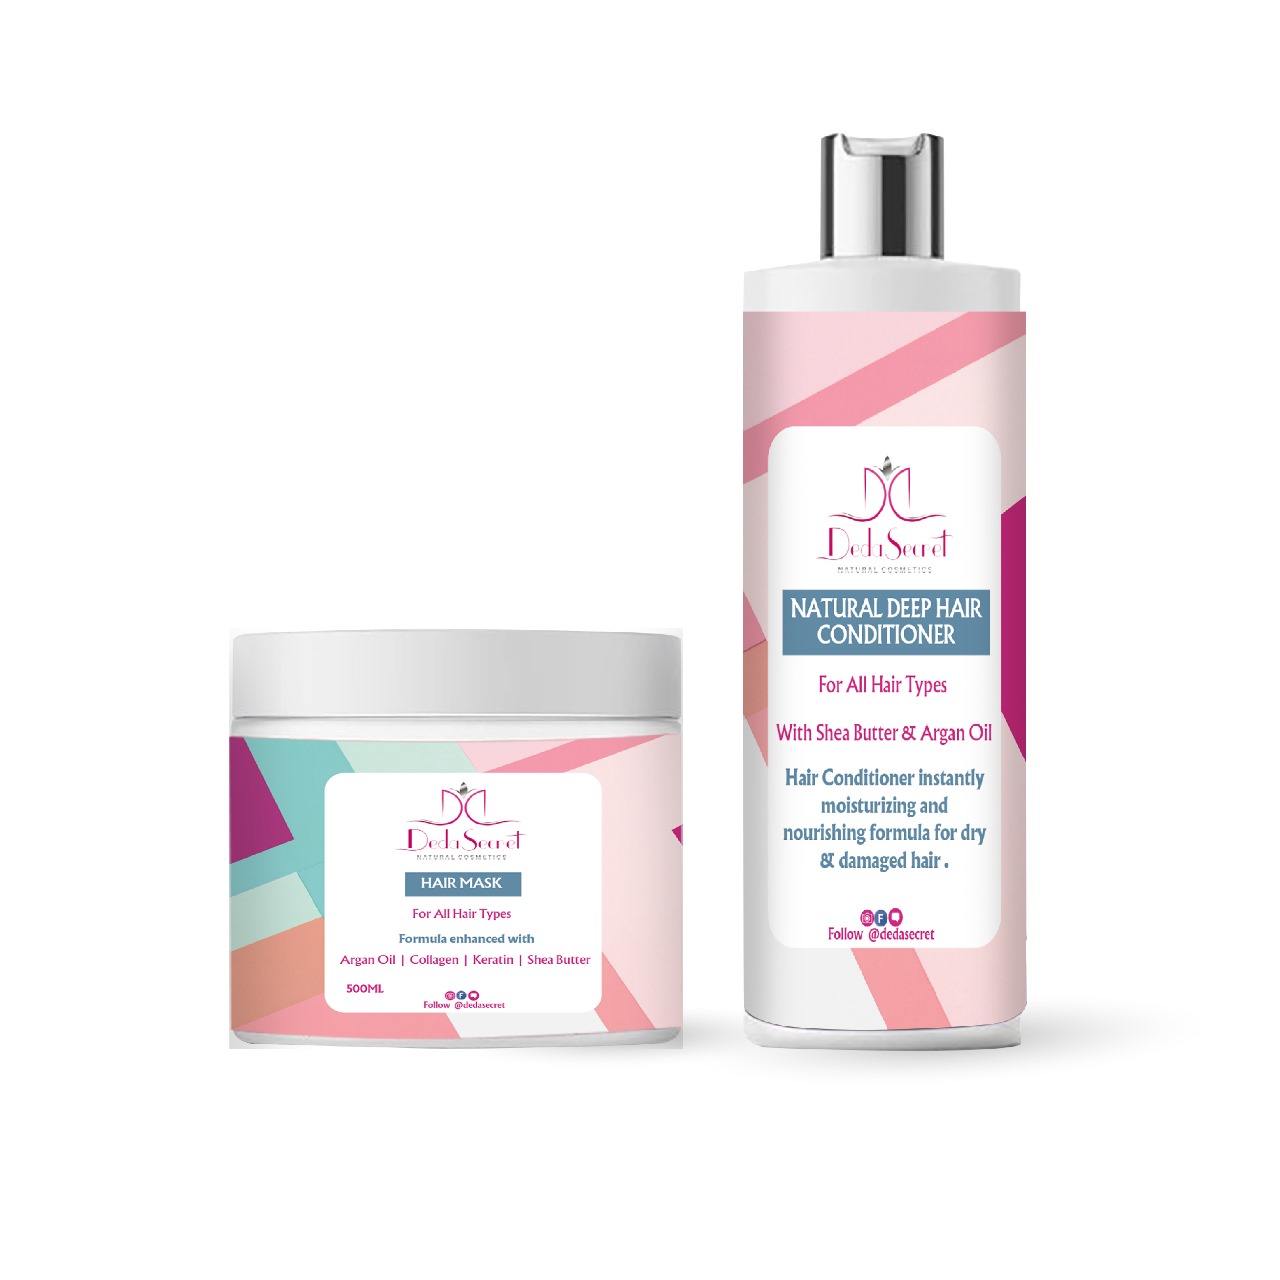 DedaSecret
NATURAL COSMETICS
HAIR MASK
For All Hair Types
Formula enhanced with
Argan Oil | Collagen | Keratin | Shea Butter
500ML
Follow @dedasecret
DedaSecret
NATURAL COSMETICS
NATURAL DEEP HAIR
CONDITIONER
For All Hair Types
With Shea Butter & Argan Oil
Hair Conditioner instantly
moisturizing and
nourishing formula for dry
& damaged hair .
Follow @dedasecret